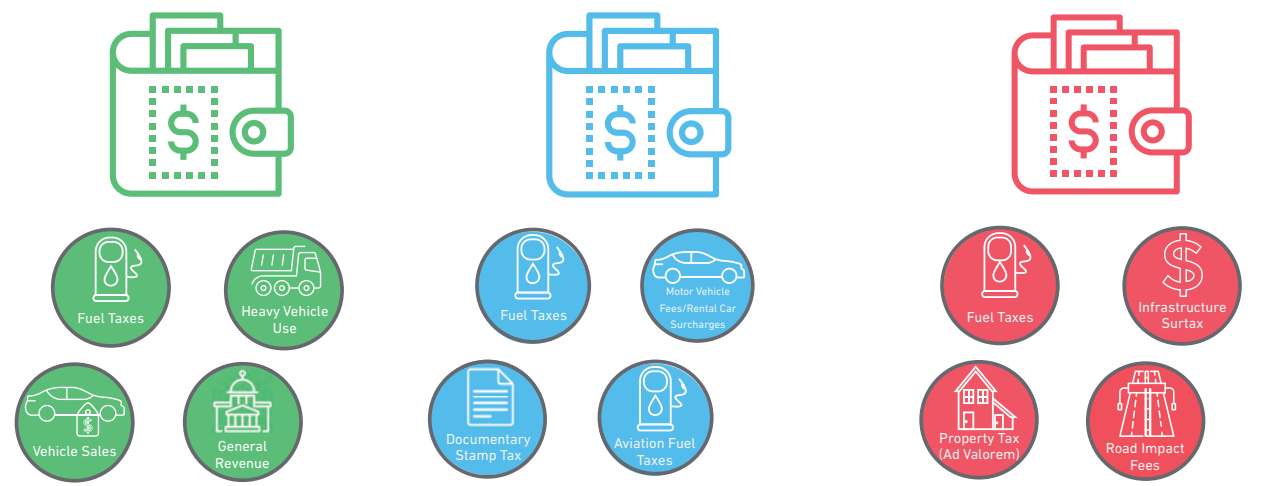 $
$
$
Fuel Taxes
Heavy Vehicle
Use
Vehicle Sales
$
General
Revenue
Fuel Taxes
Motor Vehicle
Fees/Rental Car
Surcharges
Documentary
Stamp Tax
Aviation Fuel
Taxes
Fuel Taxes
$
Infrastructure
Surtax
Property Tax
(Ad Valorem)
Road Impact
Fees